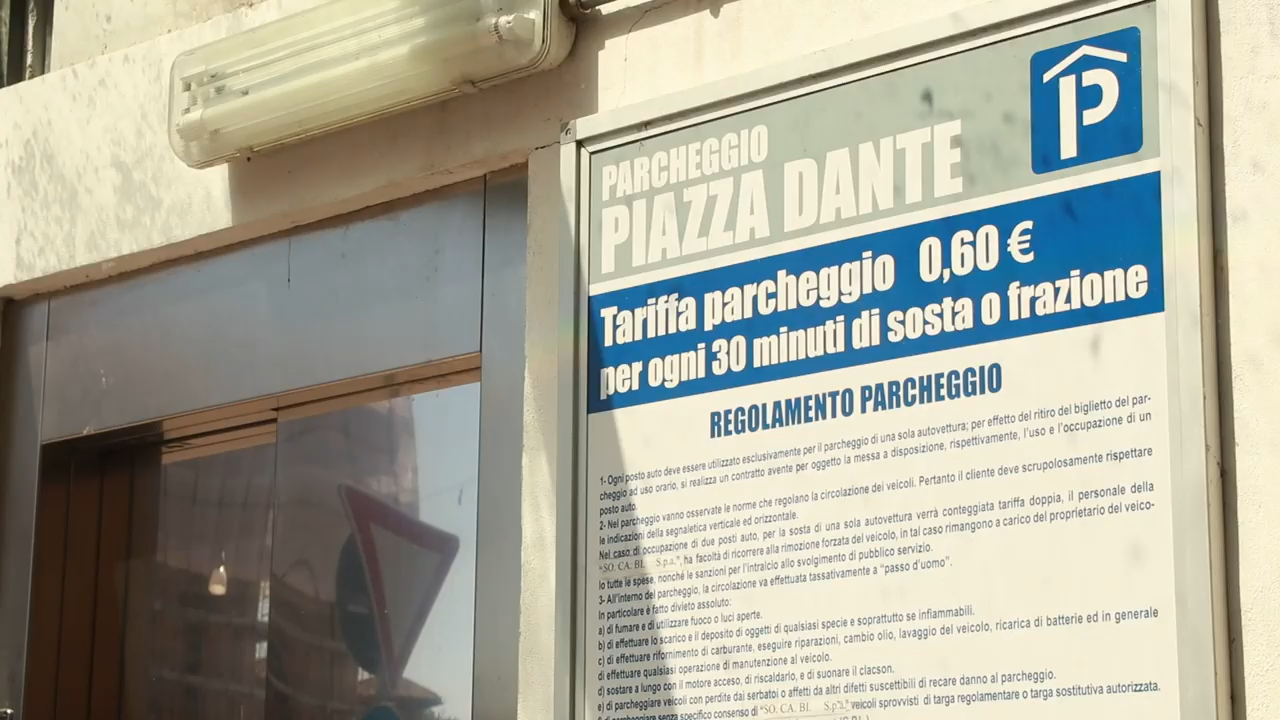 P
PARCHEGGIO
PIAZZA DANTE
Tariffa parcheggio 0,60 €
per ogni 30 minuti di sosta o frazione
REGOLAMENTO PARCHEGGIO
1- Ogni posto auto deve essere utilizzato esclusivamente per il parcheggio di una sola autovettura; per effetto del ritiro del biglietto del par-
cheggio ad uso orario, si realizza un contratto avente per oggetto la messa a disposizione, rispettivamente, l'uso e l'occupazione di un
posto auto.
2- Nel parcheggio vanno osservate le norme che regolano la circolazione dei veicoli. Pertanto il cliente deve scrupolosamente rispettare
le indicazioni della segnaletica verticale ed orizzontale.
Nel caso di occupazione di due posti auto, per la sosta di una sola autovettura verrà conteggiata tariffa doppia, il personale della
"SO. CA. BI. S.p.a.", ha facoltà di ricorrere alla rimozione forzata del veicolo, in tal caso rimangono a carico del proprietario del veico-
lo tutte le spese, nonché le sanzioni per l'intralcio allo svolgimento di pubblico servizio.
3- All'interno del parcheggio, la circolazione va effettuata tassativamente a "passo d'uomo".
In particolare è fatto divieto assoluto:
a) di fumare e di utilizzare fuoco o luci aperte.
b) di effettuare lo scarico e il deposito di oggetti di qualsiasi specie e soprattutto se infiammabili.
c) di effettuare rifornimento di carburante, eseguire riparazioni, cambio olio, lavaggio del veicolo, ricarica di batterie ed in generale
di effettuare qualsiasi operazione di manutenzione al veicolo.
d) sostare a lungo con il motore acceso, di riscaldarlo, e di suonare il clacson.
e) di parcheggiare veicoli con perdite dai serbatoi o affetti da altri difetti suscettibili di recare danno al parcheggio.
parcheggiare senza specifico consenso di "SO. CA. BI. S.p.a." veicoli sprovvisti di targa regolamentare o targa sostitutiva autorizzata.